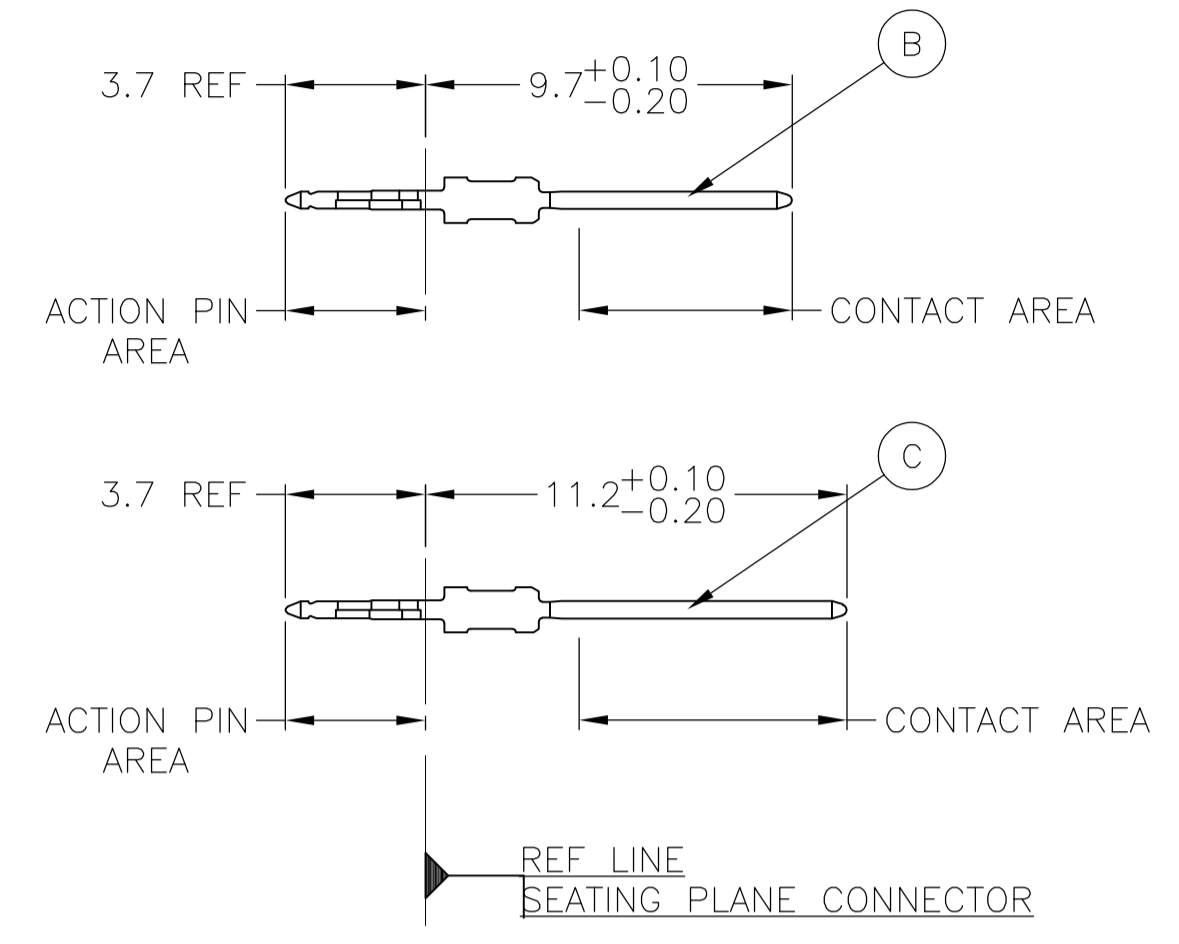 B
3.7 REF
9.7 +0.10 -0.20
ACTION PIN
AREA
CONTACT AREA
C
3.7 REF
11.2 +0.10 -0.20
ACTION PIN
AREA
CONTACT AREA
REF LINE
SEATING PLANE CONNECTOR